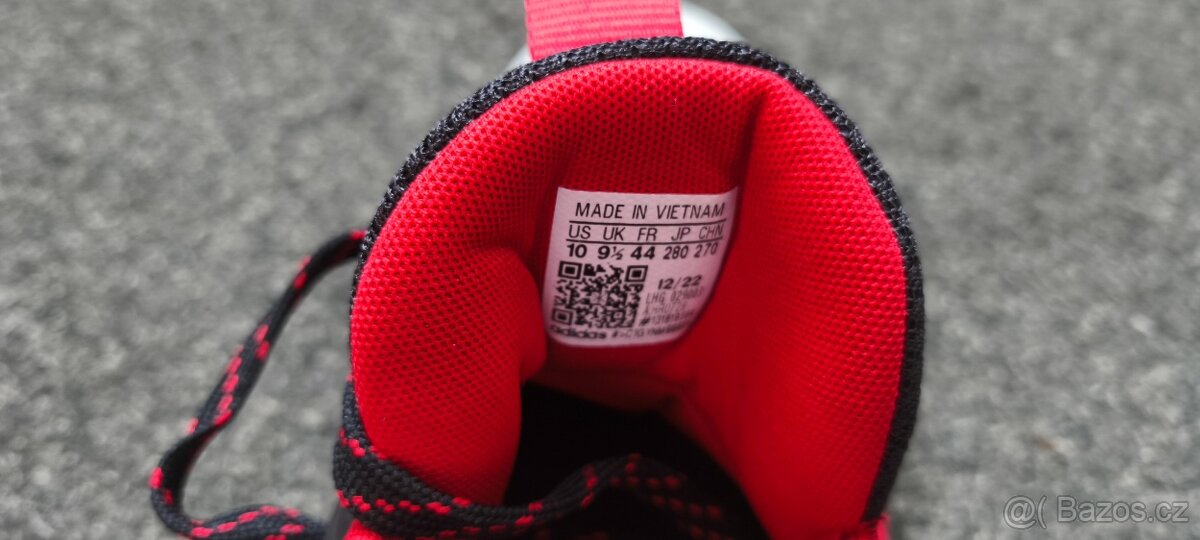 MADE IN VIETNAM
US UK FR JP CHN
10 9½ 44 280 270
12/22
LHG
adidas
@( Bazos.cz